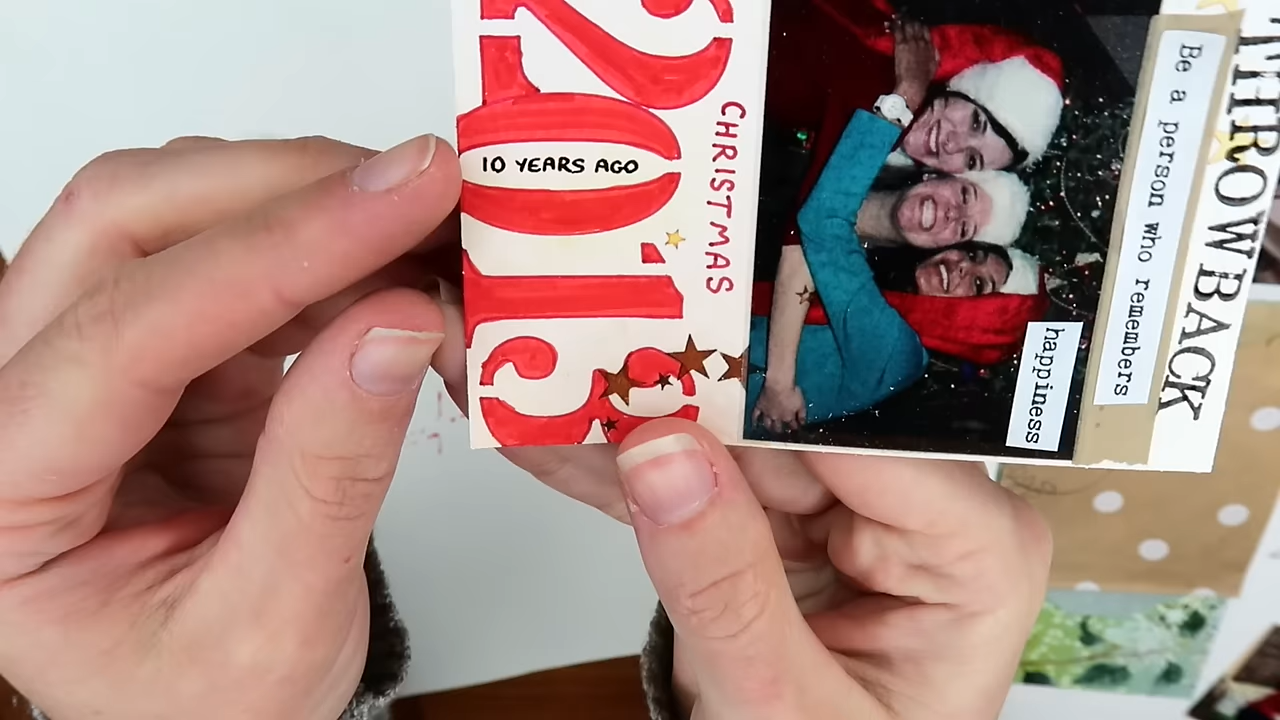 THROWBACK
Be a person who remembers
happiness
CHRISTMAS
2013
10 YEARS AGO